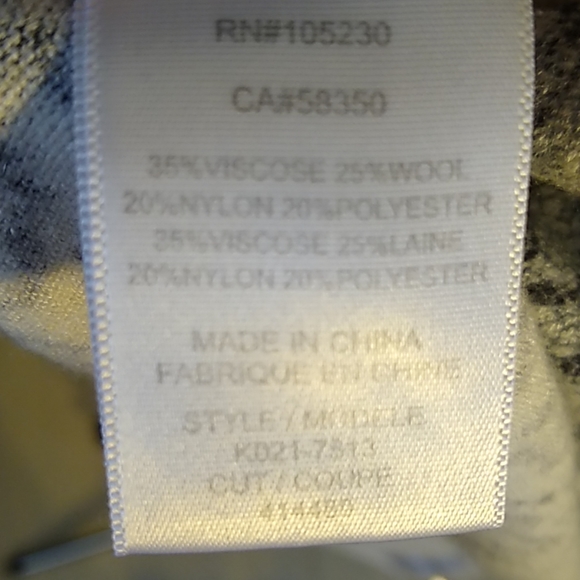 RN#105230
CA#58350
35%VISCOSE 25%WOOL
20%NYLON 20%POLYESTER
35%VISCOSE 25%LAINE
20%NYLON 20%POLYESTER
MADE IN CHINA
FABRIQUE EN CHINE
STYLE / MODELE
K021-7513
CUT / COUPE